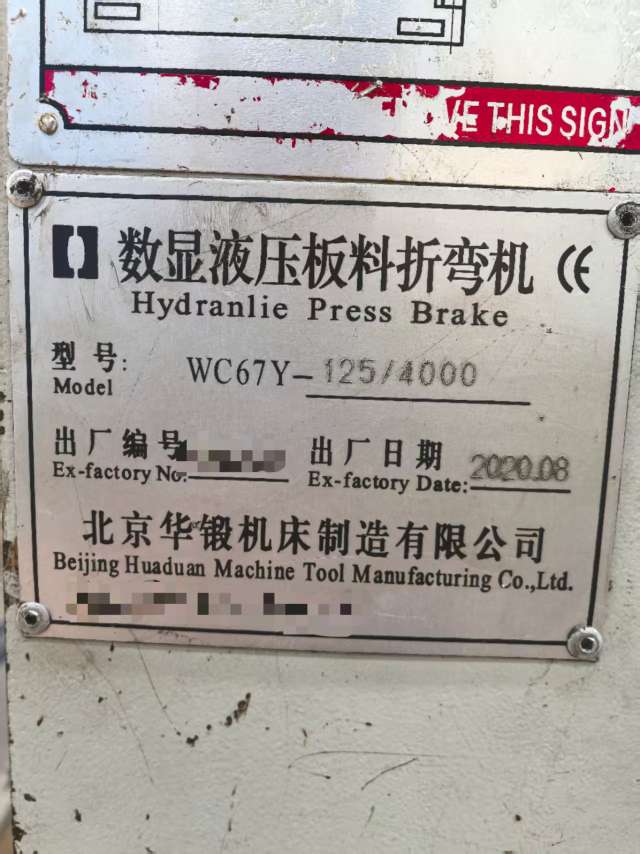 THIS SIGN
数显液压板料折弯机 CE
Hydranlie Press Brake
型号: WC67Y-125/4000
Model
出厂编号 出厂日期 2020.08
Ex-factory No: Ex-factory Date:
北京华锻机床制造有限公司
Beijing Huaduan Machine Tool Manufacturing Co.,Ltd.